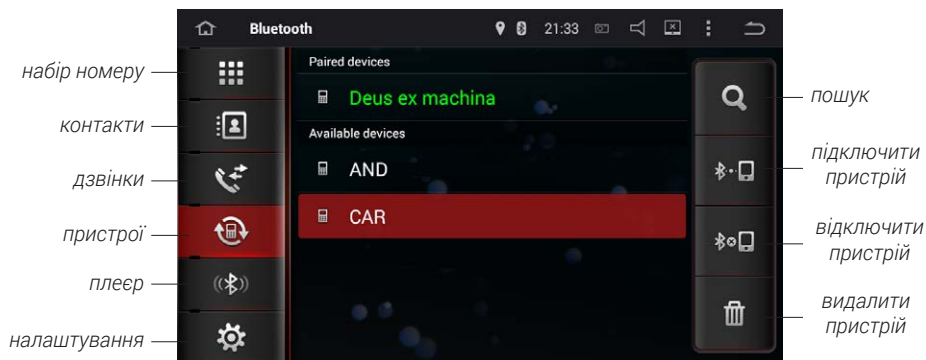 Bluetooth
21:33
набір номеру
контакти
дзвінки
пристрої
плеєр
налаштування
Paired devices
Deus ex machina
Available devices
AND
CAR
пошук
підключити
пристрій
відключити
пристрій
видалити
пристрій